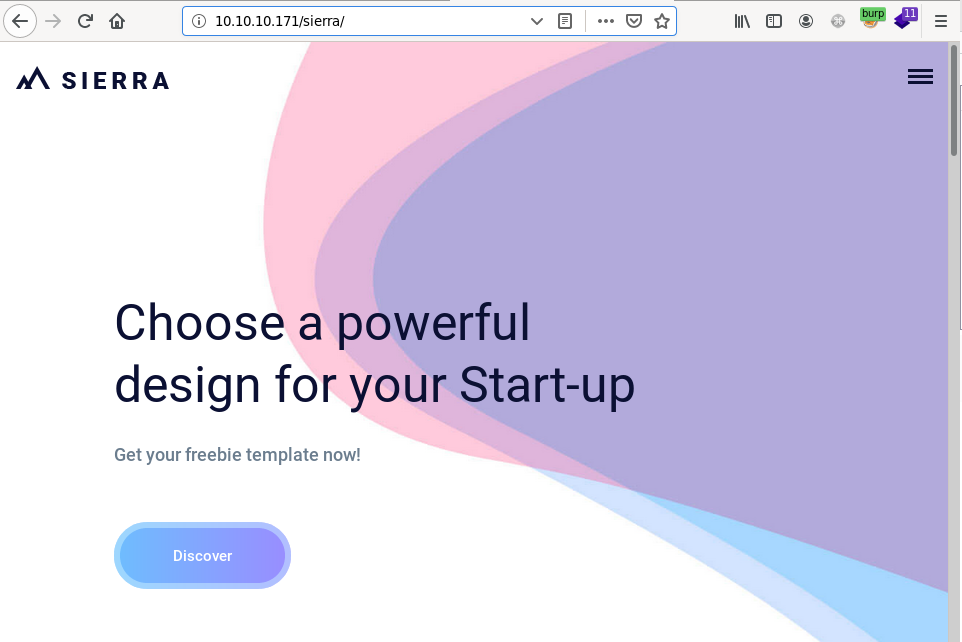 10.10.10.171/sierra/
burp
11
SIERRA
Choose a powerful
design for your Start-up
Get your freebie template now!
Discover